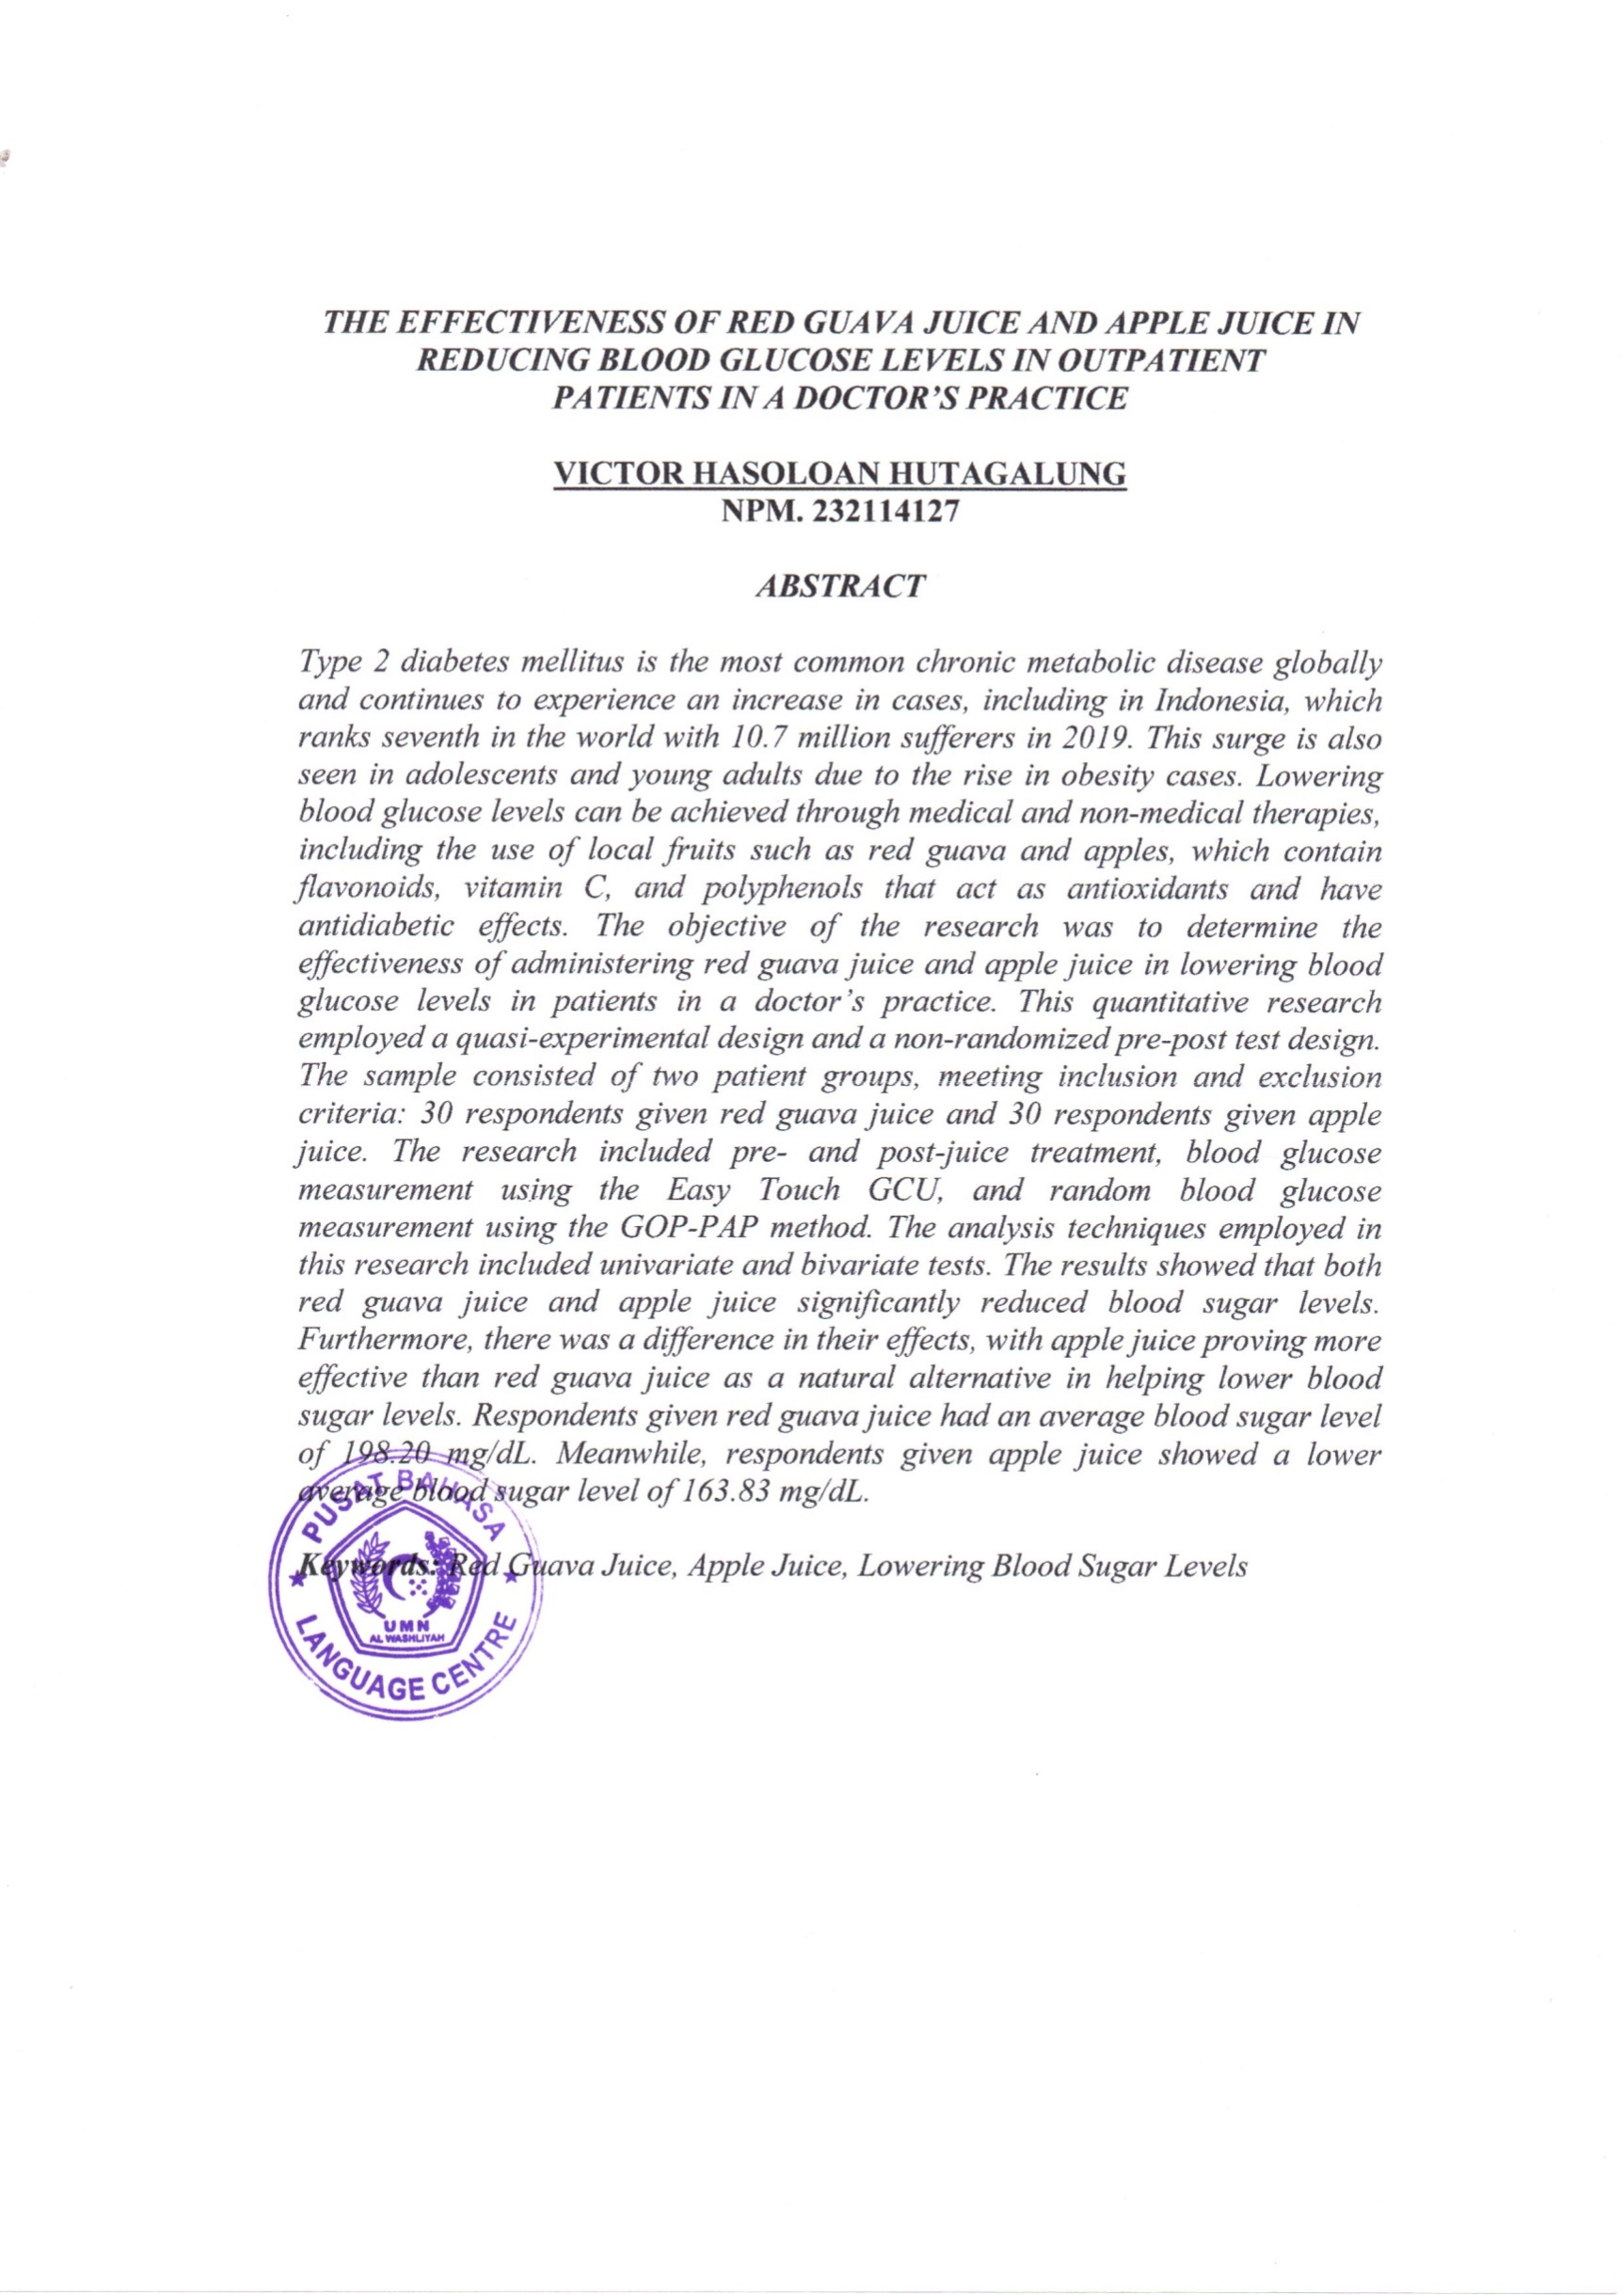 THE EFFECTIVENESS OF RED GUAVA JUICE AND APPLE JUICE IN
REDUCING BLOOD GLUCOSE LEVELS IN OUTPATIENT
PATIENTS IN A DOCTOR'S PRACTICE
VICTOR HASOLOAN HUTAGALUNG
NPM. 232114127
ABSTRACT
Type 2 diabetes mellitus is the most common chronic metabolic disease globally
and continues to experience an increase in cases, including in Indonesia, which
ranks seventh in the world with 10.7 million sufferers in 2019. This surge is also
seen in adolescents and young adults due to the rise in obesity cases. Lowering
blood glucose levels can be achieved through medical and non-medical therapies,
including the use of local fruits such as red guava and apples, which contain
flavonoids, vitamin C, and polyphenols that act as antioxidants and have
antidiabetic effects. The objective of the research was to determine the
effectiveness of administering red guava juice and apple juice in lowering blood
glucose levels in patients in a doctor's practice. This quantitative research
employed a quasi-experimental design and a non-randomized pre-post test design.
The sample consisted of two patient groups, meeting inclusion and exclusion
criteria: 30 respondents given red guava juice and 30 respondents given apple
juice. The research included pre- and post-juice treatment, blood glucose
measurement using the Easy Touch GCU, and random blood glucose
measurement using the GOP-PAP method. The analysis techniques employed in
this research included univariate and bivariate tests. The results showed that both
red guava juice and apple juice significantly reduced blood sugar levels.
Furthermore, there was a difference in their effects, with apple juice proving more
effective than red guava juice as a natural alternative in helping lower blood
sugar levels. Respondents given red guava juice had an average blood sugar level
of 198.20 mg/dL. Meanwhile, respondents given apple juice showed a lower
average blood sugar level of 163.83 mg/dL.
Keywords: Red Guava Juice, Apple Juice, Lowering Blood Sugar Levels
PUSAT BAHASA
UMN
AL WASHLIYAH
LANGUAGE CENTRE